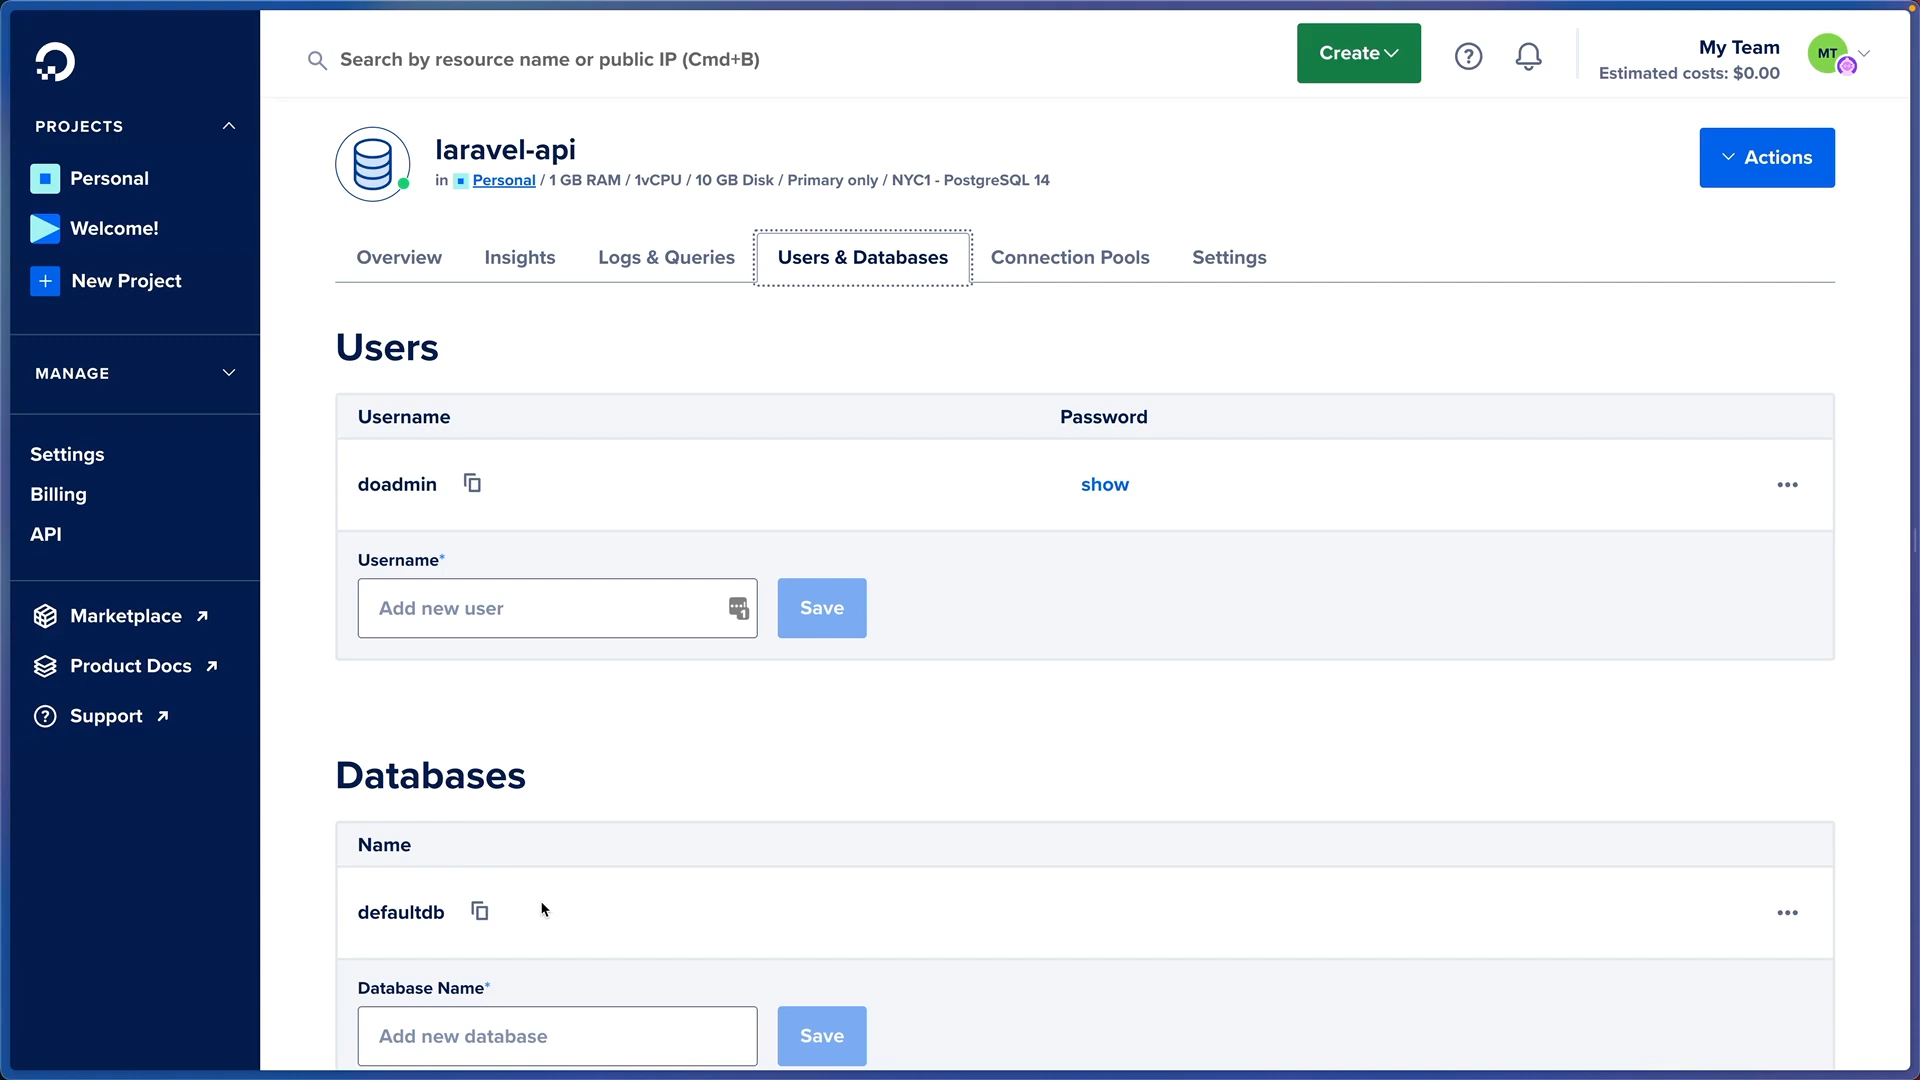 Search by resource name or public IP (Cmd+B)
Create
My Team
Estimated costs: $0.00
MT
PROJECTS
Personal
Welcome!
New Project
MANAGE
Settings
Billing
API
Marketplace
Product Docs
Support
laravel-api
in Personal / 1 GB RAM / 1vCPU / 10 GB Disk / Primary only / NYC1 - PostgreSQL 14
Actions
Overview
Insights
Logs & Queries
Users & Databases
Connection Pools
Settings
Users
Username
Password
doadmin
show
Username*
Add new user
1
Save
Databases
Name
defaultdb
Database Name*
Add new database
Save